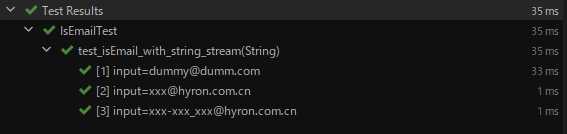 Test Results 35 ms
IsEmailTest 35 ms
test_isEmail_with_string_stream(String) 35 ms
[1] input=dummy@dumm.com 33 ms
[2] input=xxx@hyron.com.cn 1 ms
[3] input=xxx-xxx_xxx@hyron.com.cn 1 ms